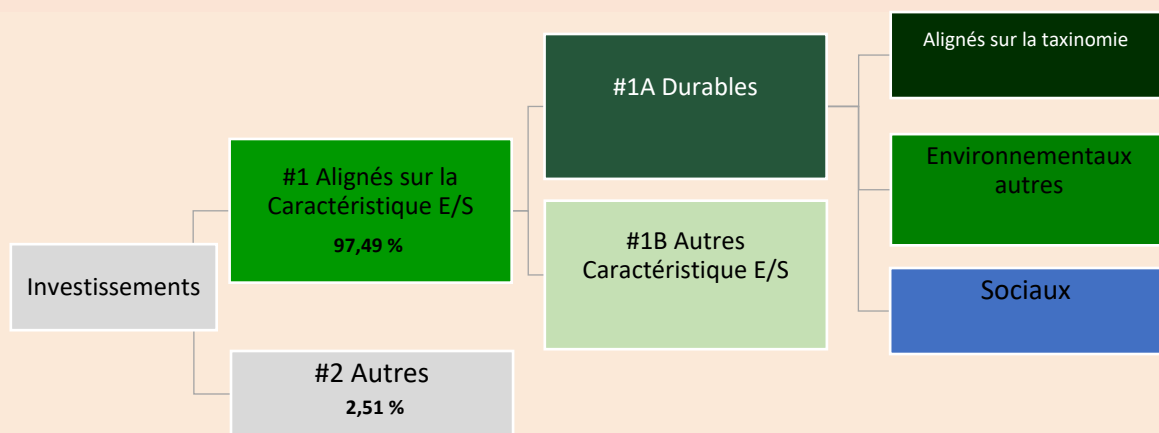 Investissements
#1 Alignés sur la
Caractéristique E/S
97,49 %
#2 Autres
2,51 %
#1A Durables
#1B Autres
Caractéristique E/S
Alignés sur la taxinomie
Environnementaux
autres
Sociaux